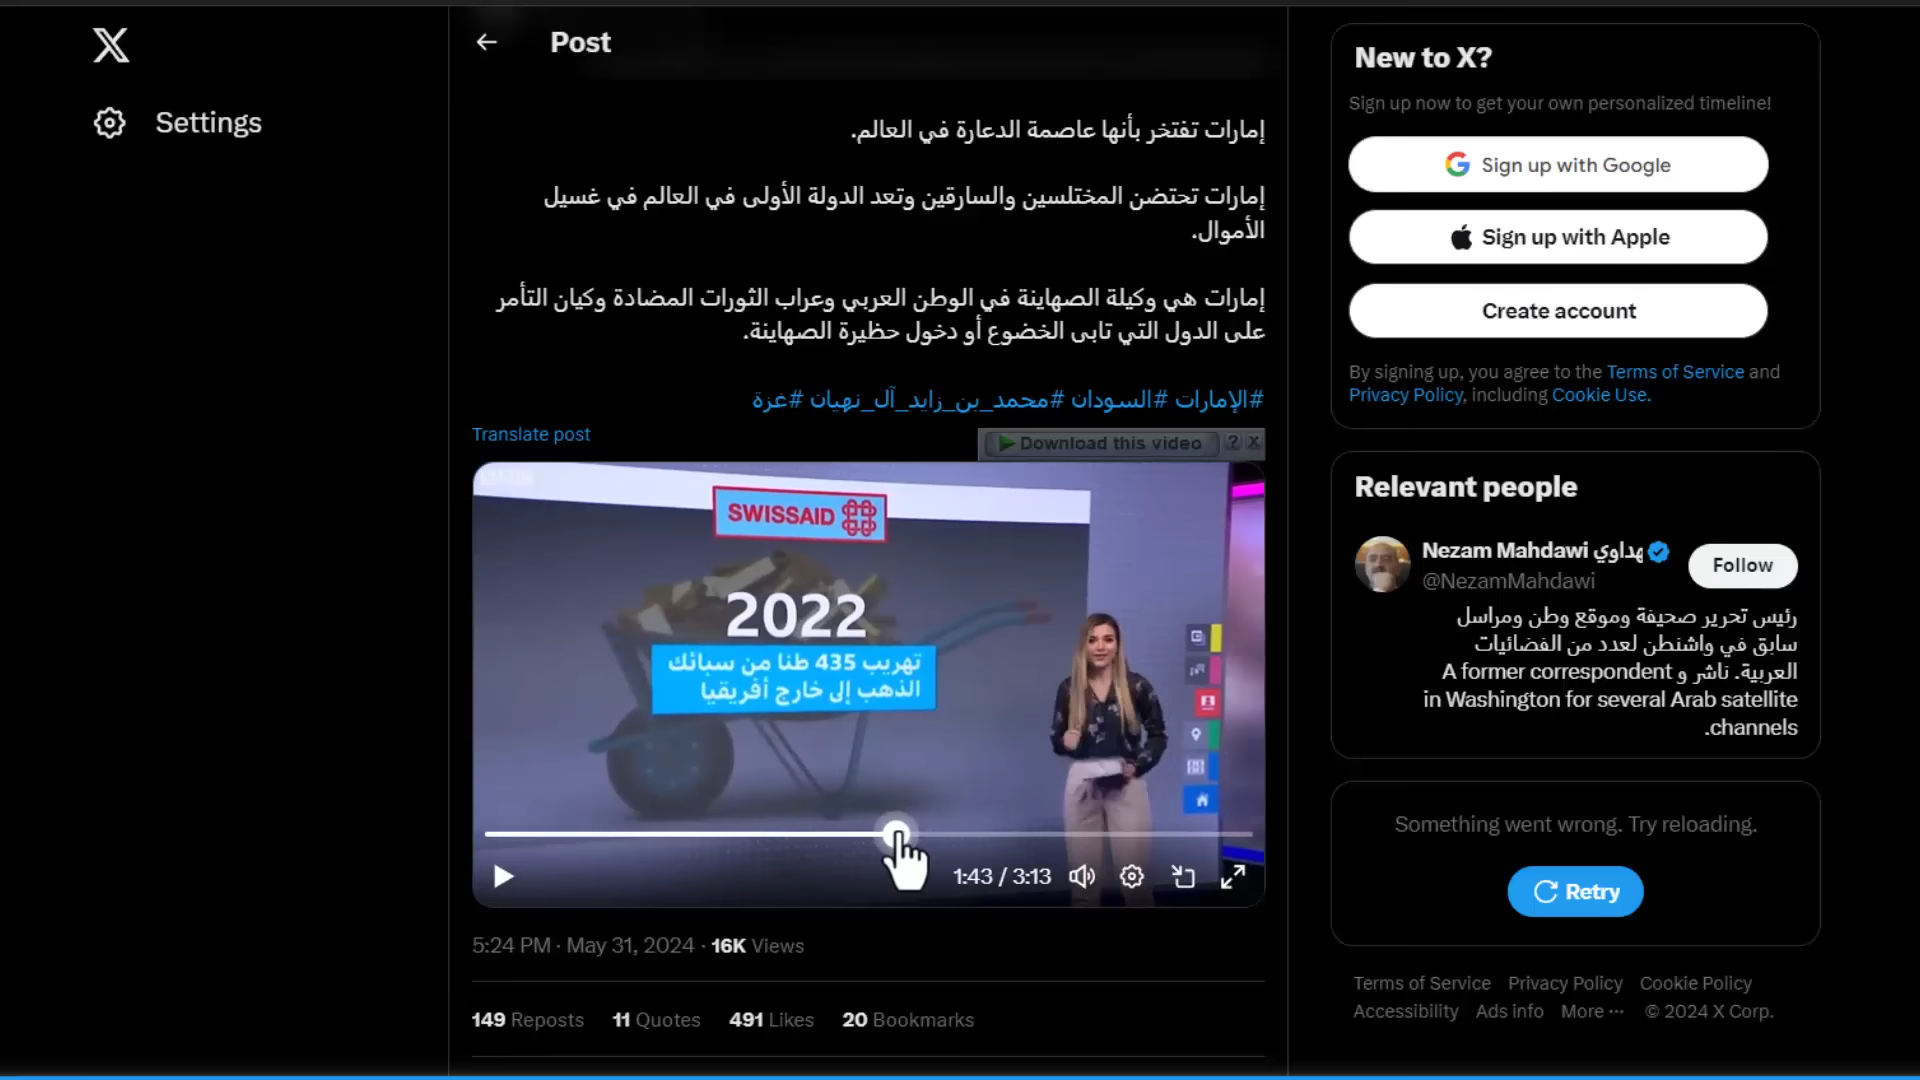 Post
Settings
إمارات تفتخر بأنها عاصمة الدعارة في العالم.
إمارات تحتضن المختلسين والسارقين وتعد الدولة الأولى في العالم في غسيل
الأموال.
إمارات هي وكيلة الصهاينة في الوطن العربي وعراب الثورات المضادة وكيان التأمر
على الدول التي تابى الخضوع أو دخول حظيرة الصهاينة.
#الإمارات #السودان #محمد_بن_زايد_آل_نهيان #غزة
Translate post
Download this video ? X
SWISSAID
2022
تهريب 435 طنا من سبائك
الذهب إلى خارج أفريقيا
1:43 / 3:13
5:24 PM · May 31, 2024 · 16K Views
149 Reposts 11 Quotes 491 Likes 20 Bookmarks
New to X?
Sign up now to get your own personalized timeline!
Sign up with Google
Sign up with Apple
Create account
By signing up, you agree to the Terms of Service and
Privacy Policy, including Cookie Use.
Relevant people
Nezam Mahdawi
@NezamMahdawi
Follow
رئيس تحرير صحيفة وموقع وطن ومراسل
سابق في واشنطن لعدد من الفضائيات
العربية. ناشر و A former correspondent
in Washington for several Arab satellite
channels.
Something went wrong. Try reloading.
Retry
Terms of Service Privacy Policy Cookie Policy
Accessibility Ads info More ··· © 2024 X Corp.